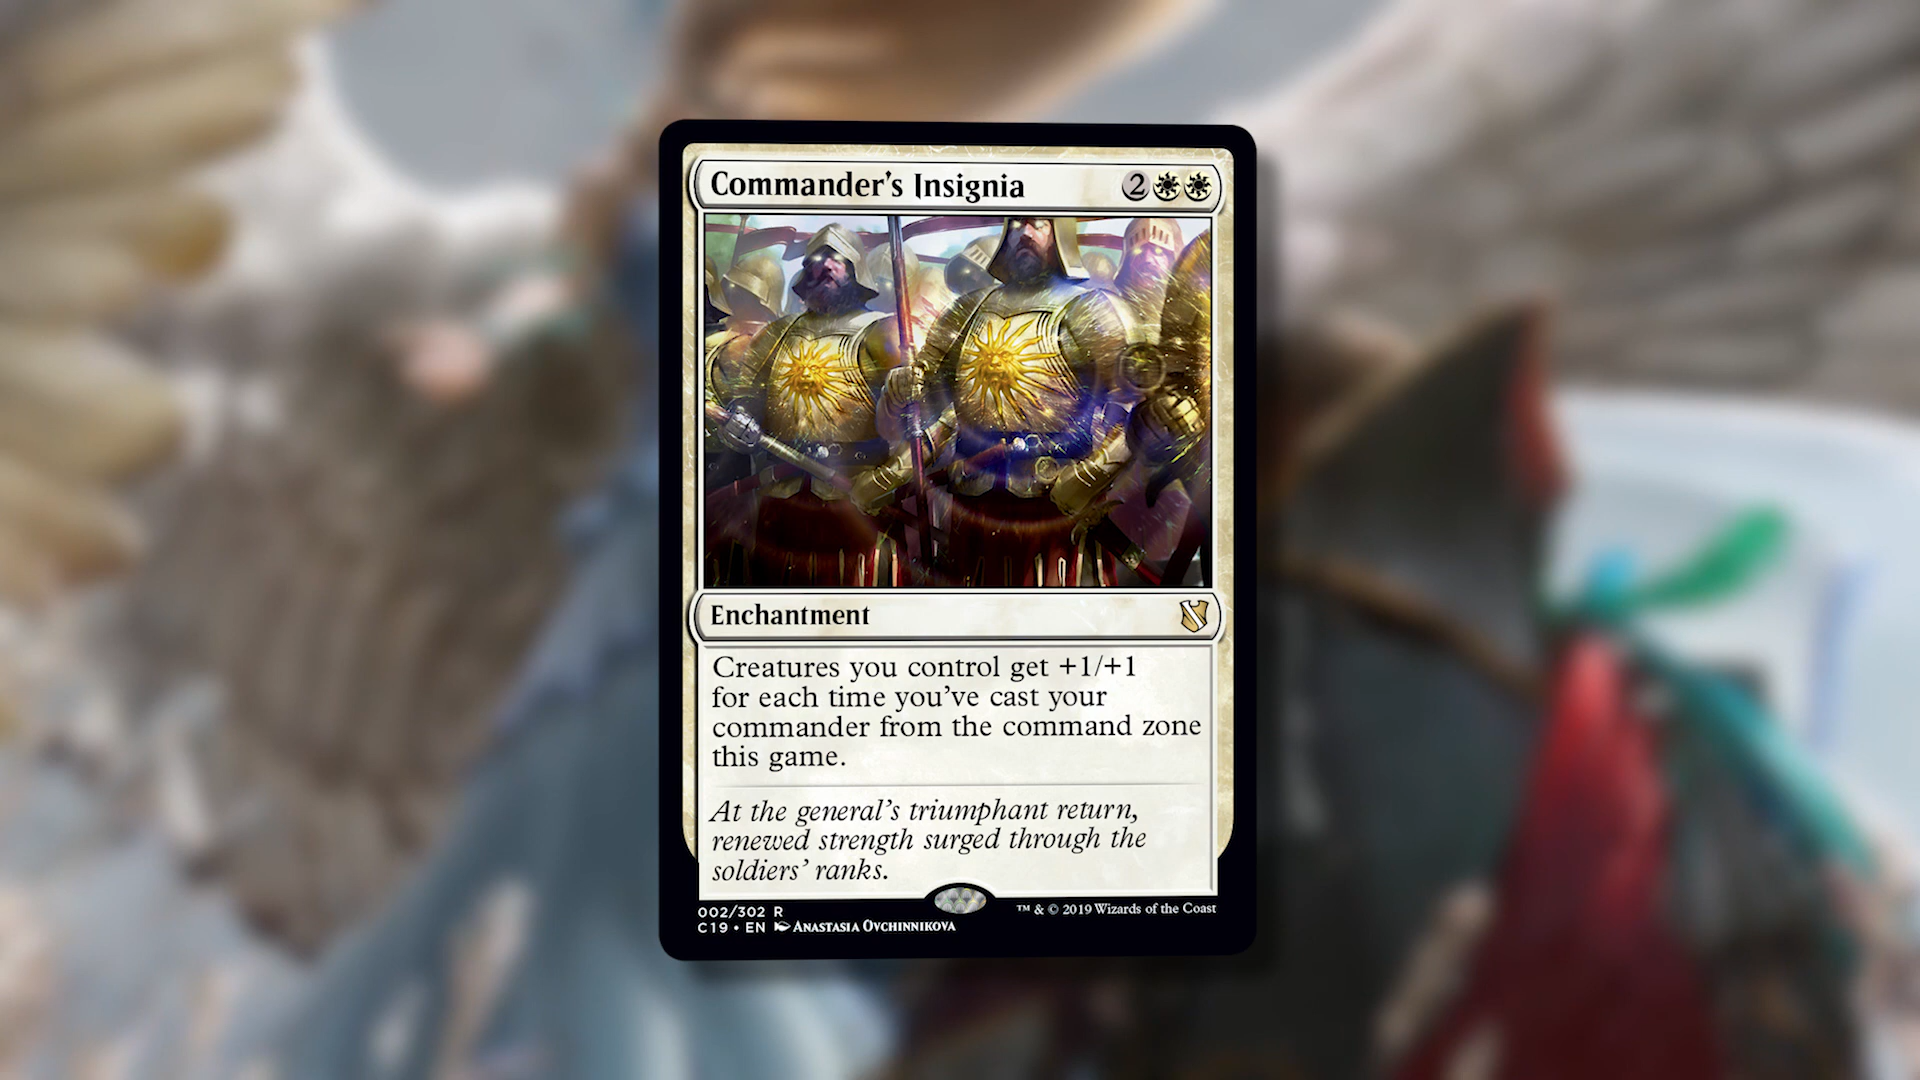 Commander's Insignia 2
Enchantment
Creatures you control get +1/+1
for each time you've cast your
commander from the command zone
this game.
At the general's triumphant return,
renewed strength surged through the
soldiers' ranks.
002/302 R
C19 • EN Anastasia Ovchinnikova
™ & © 2019 Wizards of the Coast